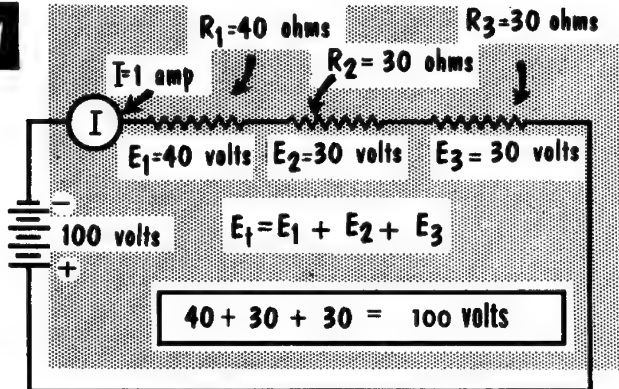 R₁=40 ohms
R₃=30 ohms
R₂= 30 ohms
I=1 amp
I
E₁=40 volts E₂=30 volts E₃= 30 volts
−
100 volts
+
Eₜ=E₁ + E₂ + E₃
40+ 30 + 30 = 100 volts